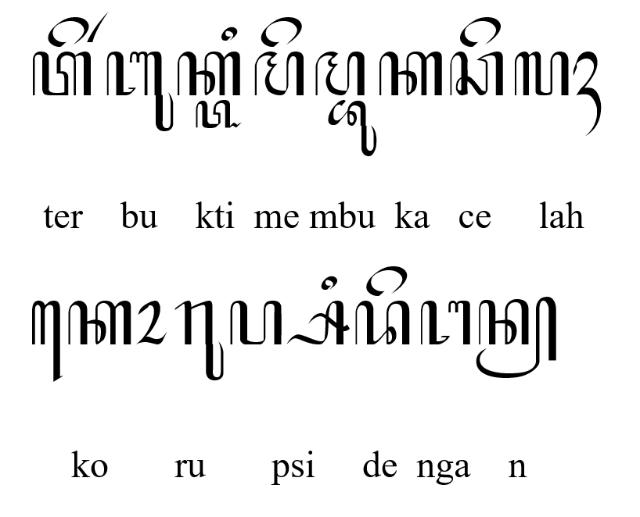 ꦠꦼꦂꦧꦸꦏ꧀ꦠꦶꦩꦼꦩ꧀ꦧꦸꦏꦕꦼꦭꦃ
ter bu kti me mbu ka ce lah
ꦏꦺꦴꦫꦸꦥ꧀ꦱꦶꦢꦼꦔꦤ꧀
ko ru psi de nga n